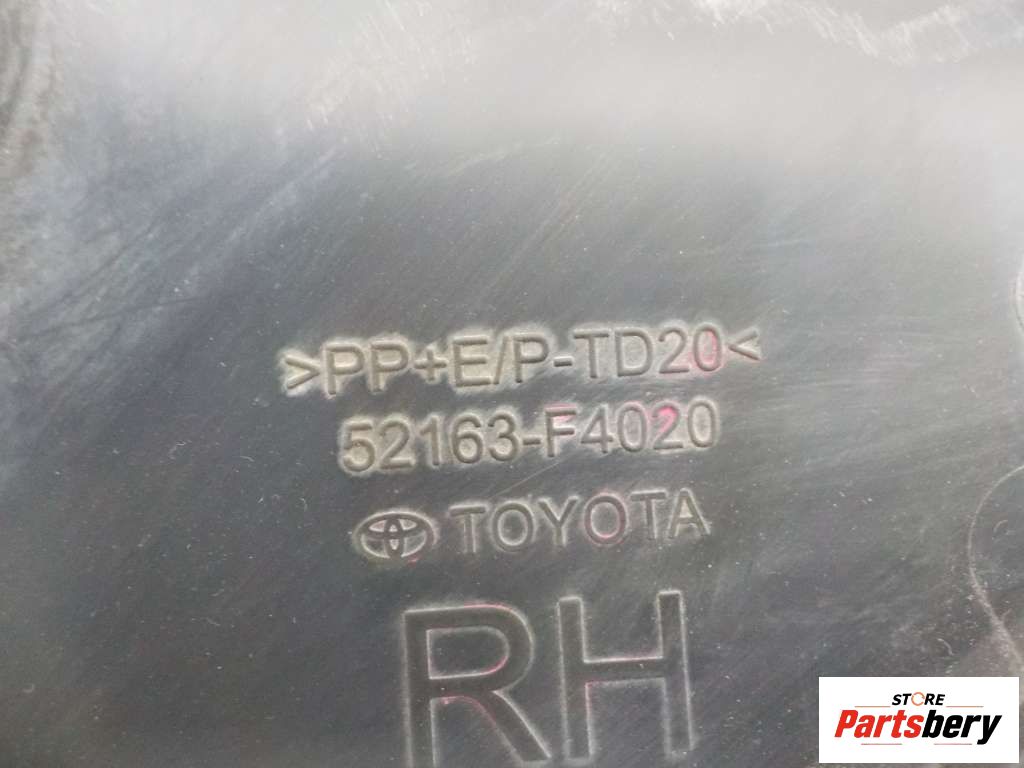 >PP+E/P-TD20<
52163-F4020
TOYOTA
RH
STORE
Partsbery